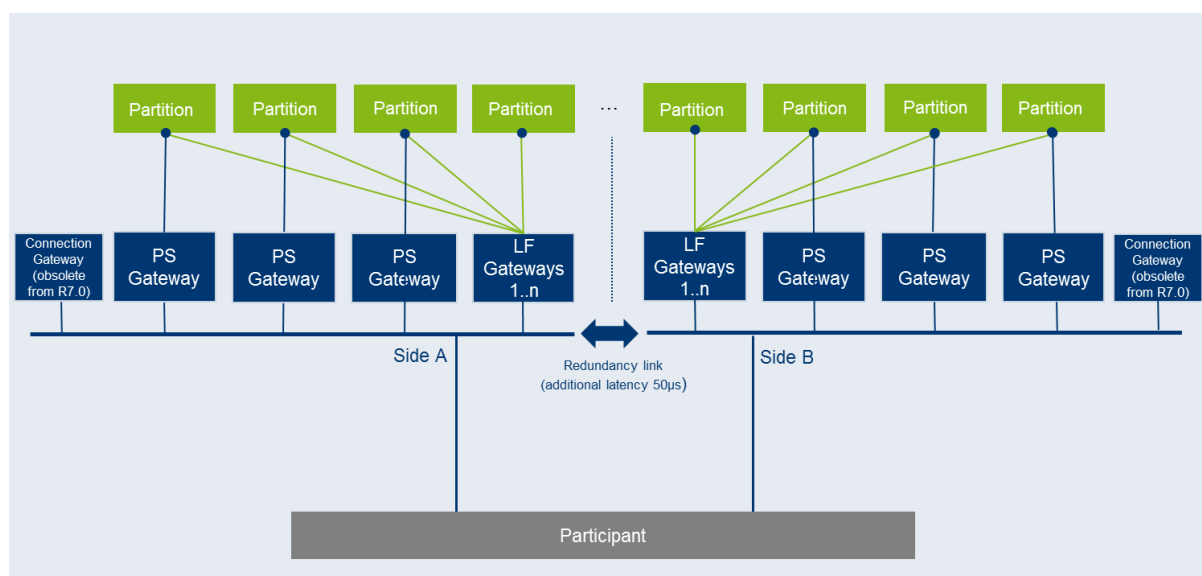 Partition
Partition
Partition
Partition
...
Partition
Partition
Partition
Partition
Connection
Gateway
(obsolete
from R7.0)
PS
Gateway
PS
Gateway
PS
Gateway
LF
Gateways
1..n
LF
Gateways
1..n
PS
Gateway
PS
Gateway
PS
Gateway
Connection
Gateway
(obsolete
from R7.0)
Side A
Redundancy link
(additional latency 50µs)
Side B
Participant